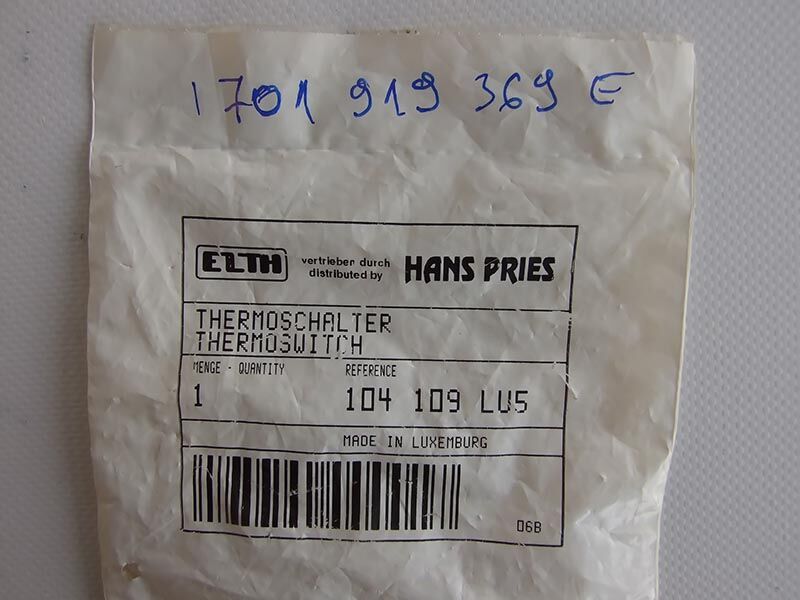 1701 919 369 E
ELTH vertrieben durch distributed by HANS PRIES
THERMOSCHALTER
THERMOSWITCH
MENGE - QUANTITY REFERENCE
1 104 109 LU5
MADE IN LUXEMBURG
06B